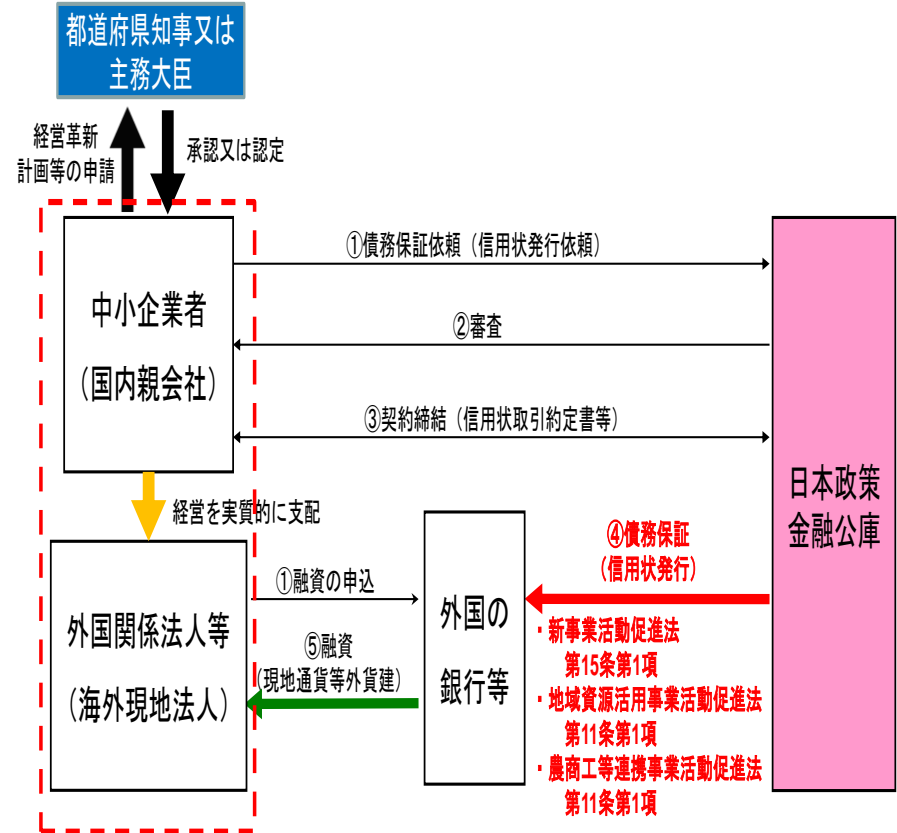 都道府県知事又は
主務大臣
経営革新
計画等の申請
承認又は認定
中小企業者
（国内親会社）
①債務保証依頼（信用状発行依頼）
②審査
③契約締結（信用状取引約定書等）
日本政策
金融公庫
経営を実質的に支配
外国関係法人等
（海外現地法人）
①融資の申込
⑤融資
（現地通貨等外貨建）
外国の
銀行等
④債務保証
（信用状発行）
・新事業活動促進法
第15条第1項
・地域資源活用事業活動促進法
第11条第1項
・農商工等連携事業活動促進法
第11条第1項